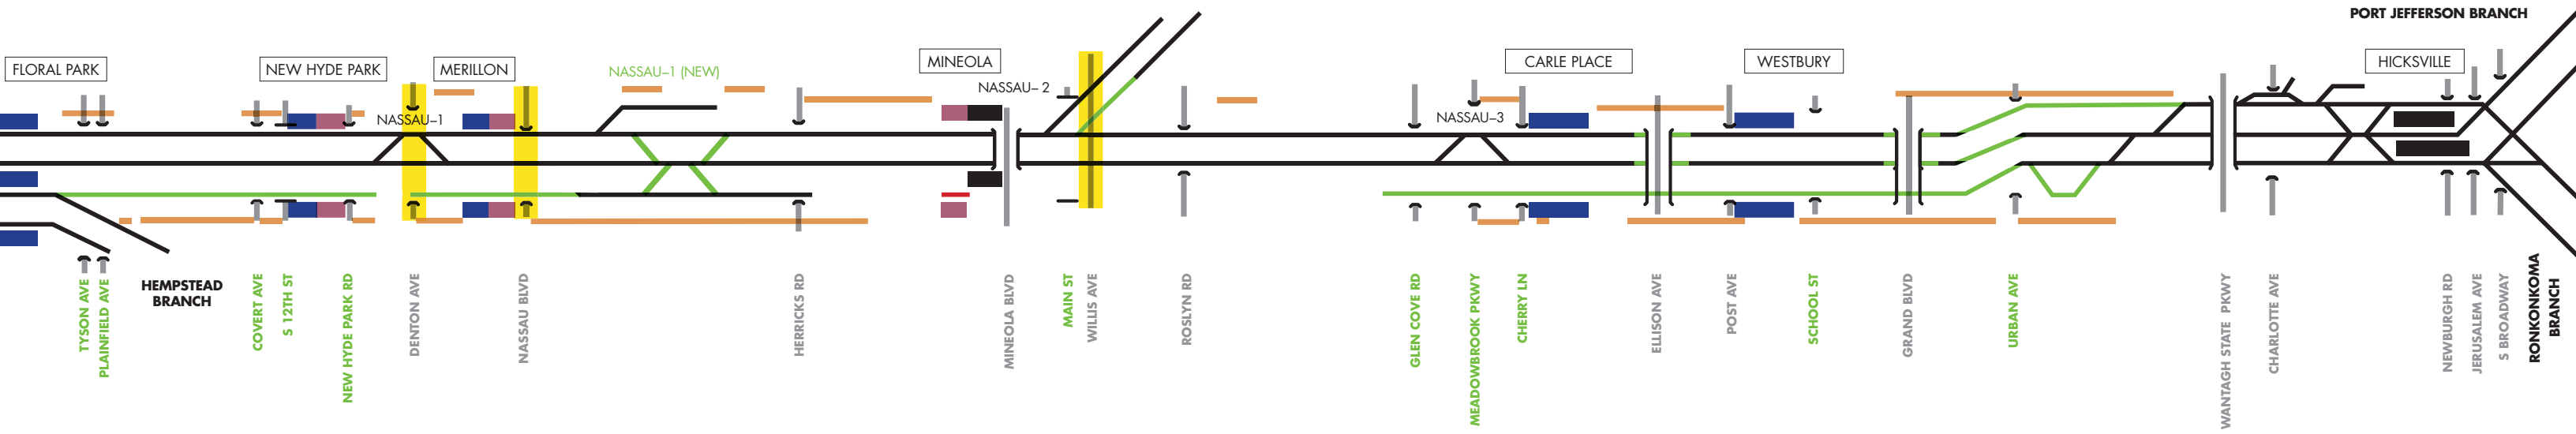 PORT JEFFERSON BRANCH
FLORAL PARK
NEW HYDE PARK
MERILLON
NASSAU–1 (NEW)
MINEOLA
CARLE PLACE
WESTBURY
HICKSVILLE
NASSAU– 2
NASSAU–1
NASSAU–3
TYSON AVE
PLAINFIELD AVE
HEMPSTEAD
BRANCH
COVERT AVE
S 12TH ST
NEW HYDE PARK RD
DENTON AVE
NASSAU BLVD
HERRICKS RD
MINEOLA BLVD
MAIN ST
WILLIS AVE
ROSLYN RD
GLEN COVE RD
MEADOWBROOK PKWY
CHERRY LN
ELLISON AVE
POST AVE
SCHOOL ST
GRAND BLVD
URBAN AVE
WANTAGH STATE PKWY
CHARLOTTE AVE
NEWBURGH RD
JERUSALEM AVE
S BROADWAY
RONKONKOMA
BRANCH